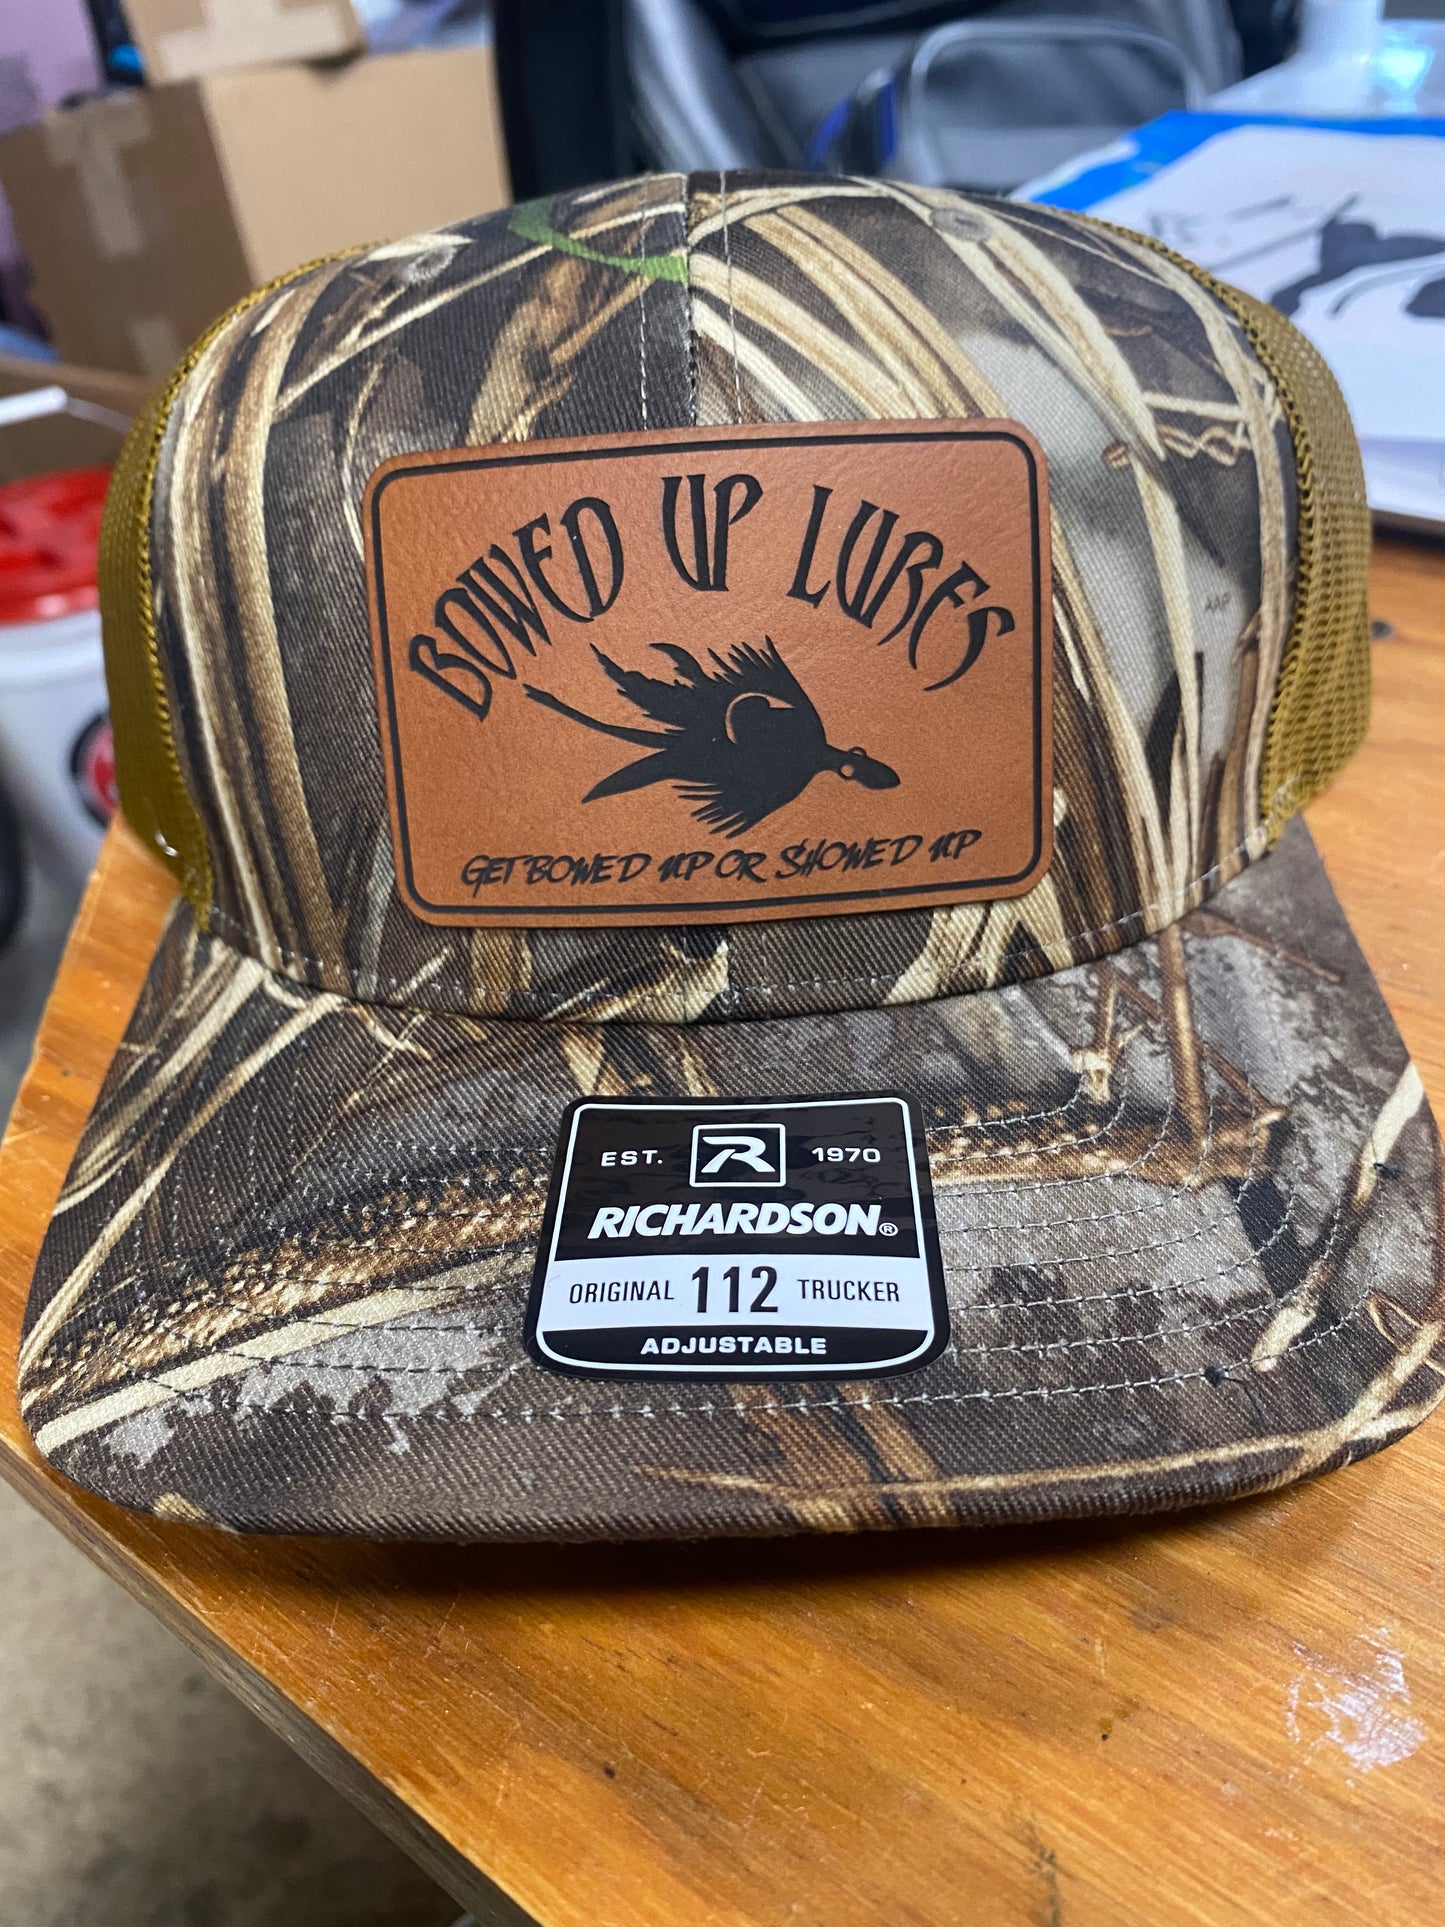 BOWED UP LURES
GET BOWED UP OR SHOWED UP
EST. R 1970
RICHARDSON®
ORIGINAL 112 TRUCKER
ADJUSTABLE